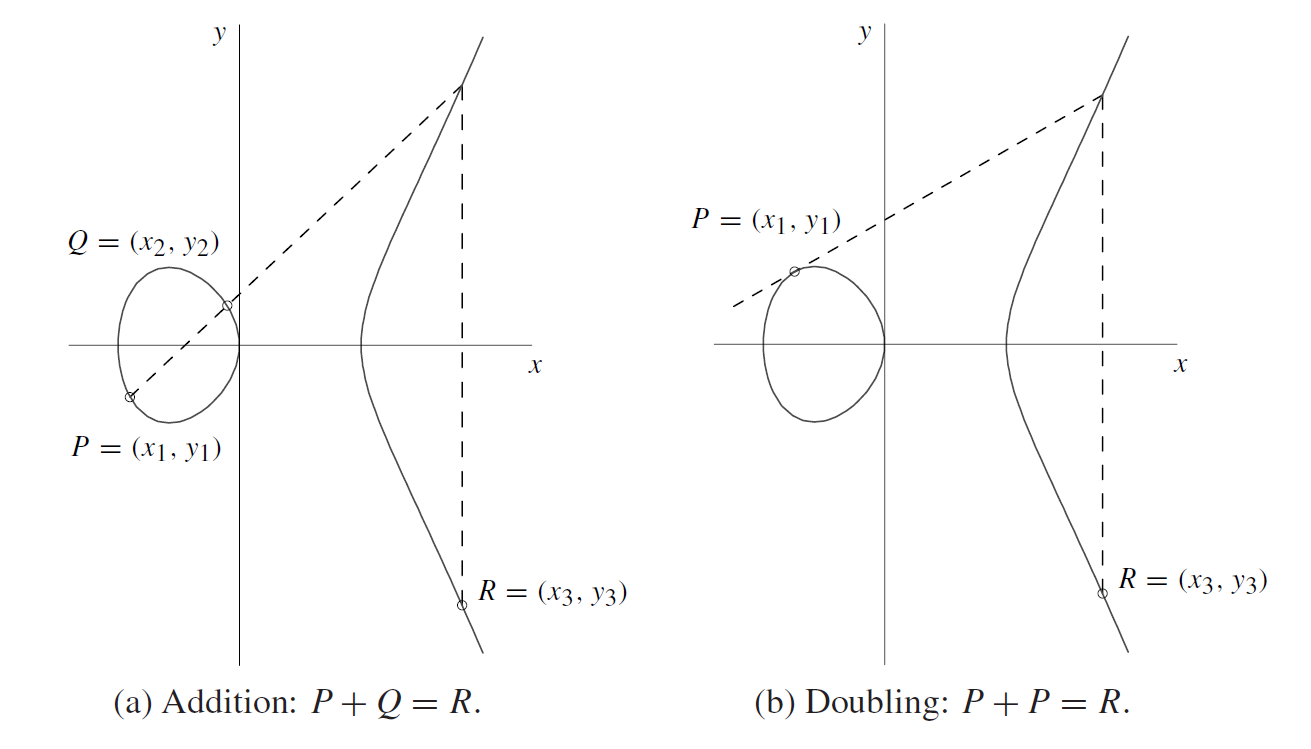 y
Q = (x₂, y₂)
P = (x₁, y₁)
x
R = (x₃, y₃)
(a) Addition: P + Q = R.
y
P = (x₁, y₁)
x
R = (x₃, y₃)
(b) Doubling: P + P = R.